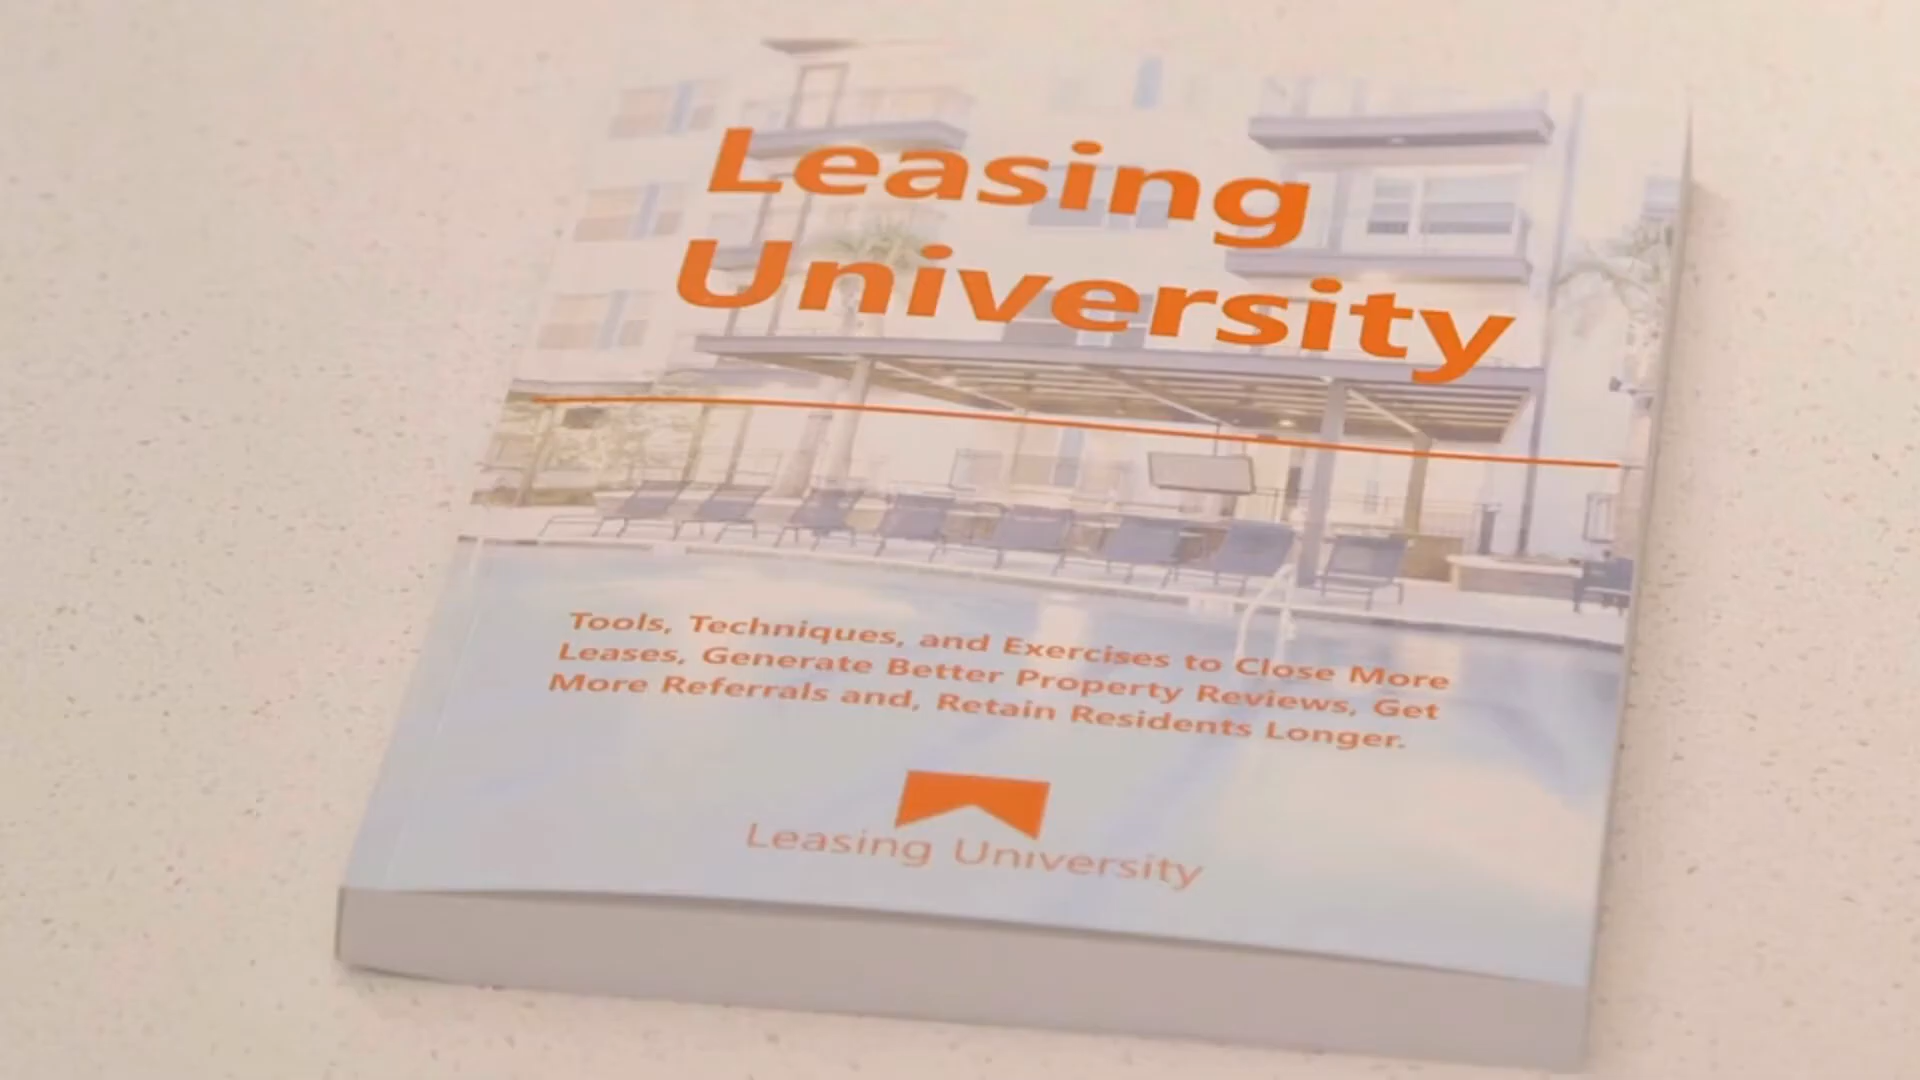 Leasing
University
Tools, Techniques, and Exercises to Close More
Leases, Generate Better Property Reviews, Get
More Referrals and, Retain Residents Longer.
Leasing University